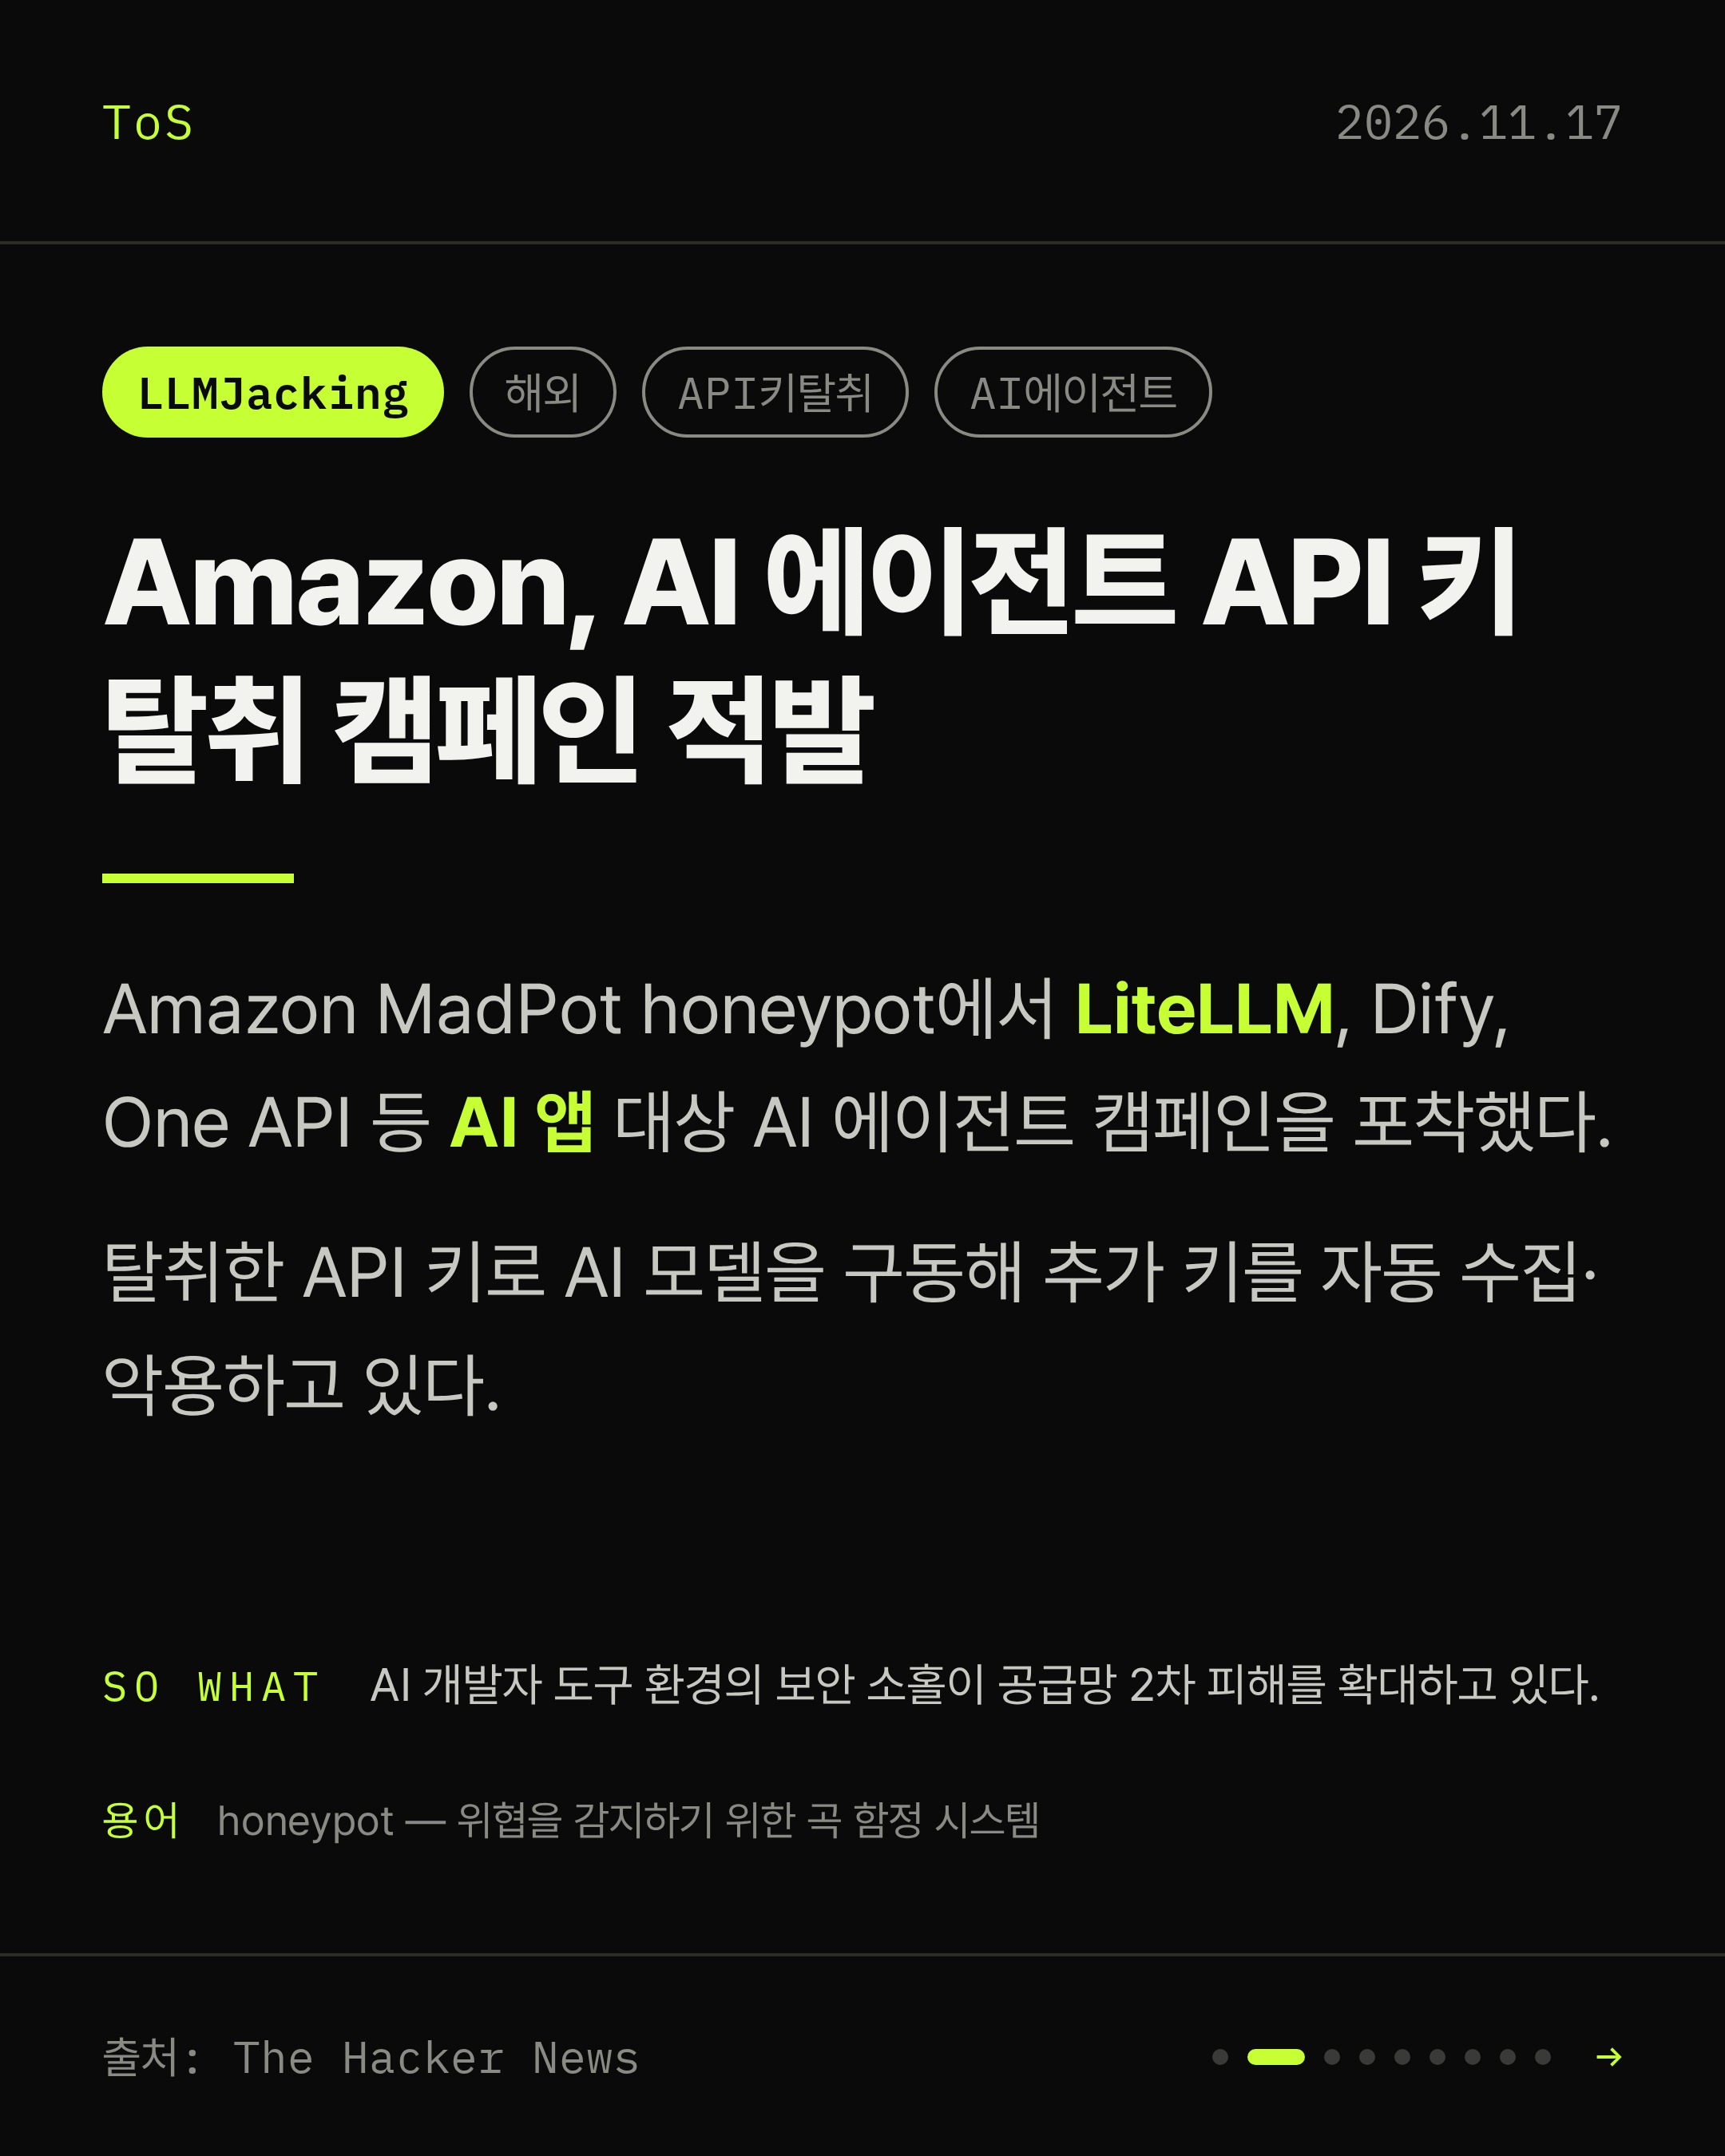 ToS
2026.11.17
LLMJacking 해외 API키탈취 AI에이전트
Amazon, AI 에이전트 API 키
탈취 캠페인 적발
Amazon MadPot honeypot에서 LiteLLM, Dify,
One API 등 AI 앱 대상 AI 에이전트 캠페인을 포착했다.
탈취한 API 키로 AI 모델을 구동해 추가 키를 자동 수집·
악용하고 있다.
SO WHAT AI 개발자 도구 환경의 보안 소홀이 공급망 2차 피해를 확대하고 있다.
용어 honeypot — 위협을 감지하기 위한 곡 함정 시스템
출처: The Hacker News
→